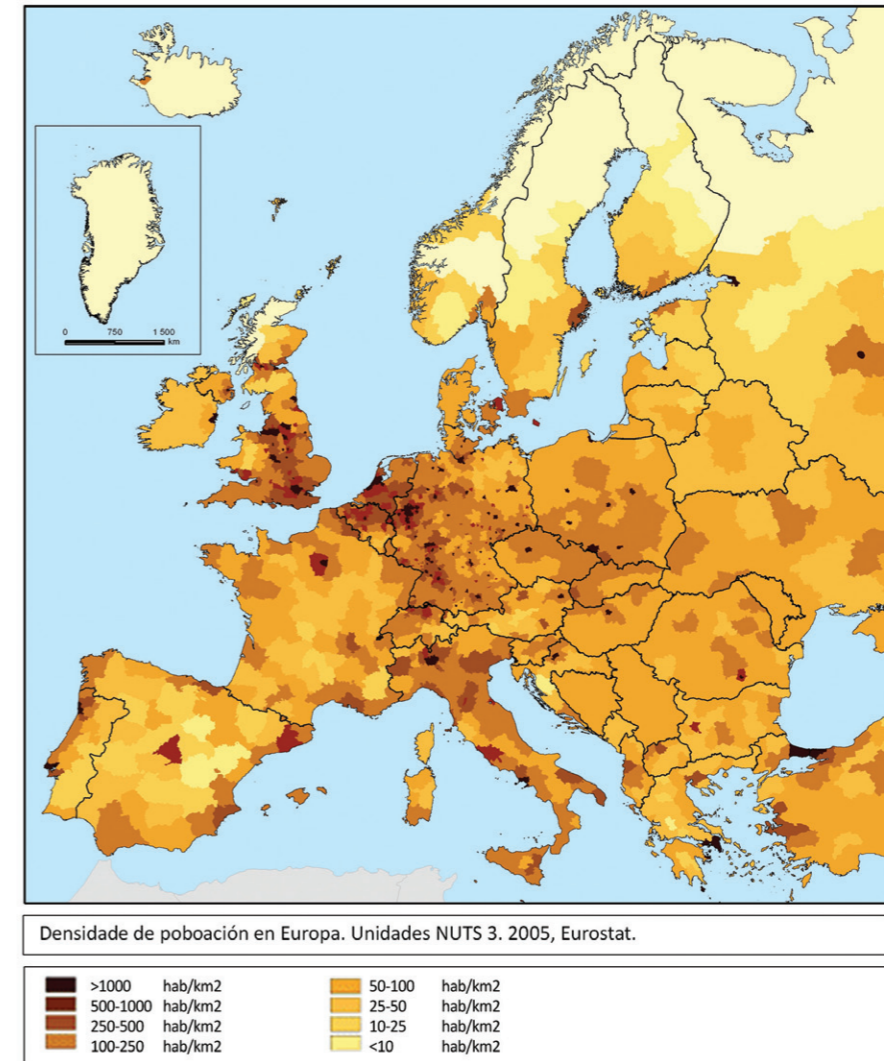 0 750 1 500
km
Densidade de poboación en Europa. Unidades NUTS 3. 2005, Eurostat.
>1000 hab/km2
500-1000 hab/km2
250-500 hab/km2
100-250 hab/km2
50-100 hab/km2
25-50 hab/km2
10-25 hab/km2
<10 hab/km2